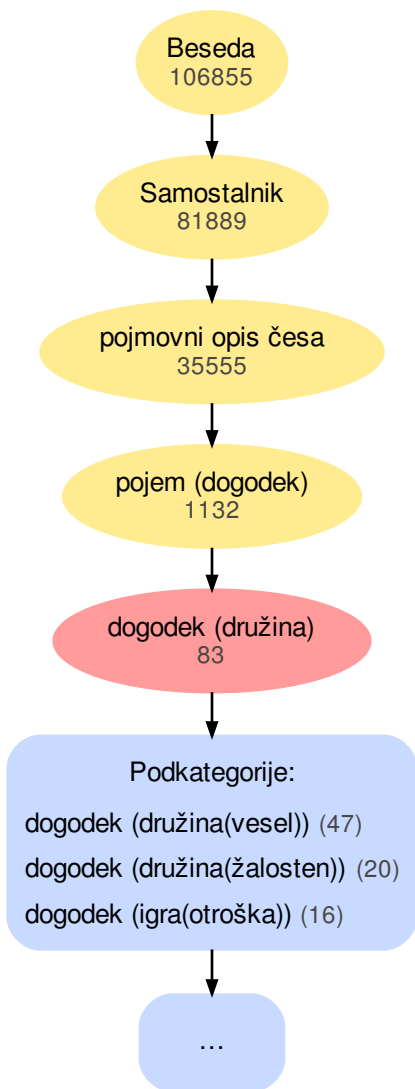 Beseda
106855
Samostalnik
81889
pojmovni opis česa
35555
pojem (dogodek)
1132
dogodek (družina)
83
Podkategorije:
dogodek (družina(vesel)) (47)
dogodek (družina(žalosten)) (20)
dogodek (igra(otroška)) (16)
...